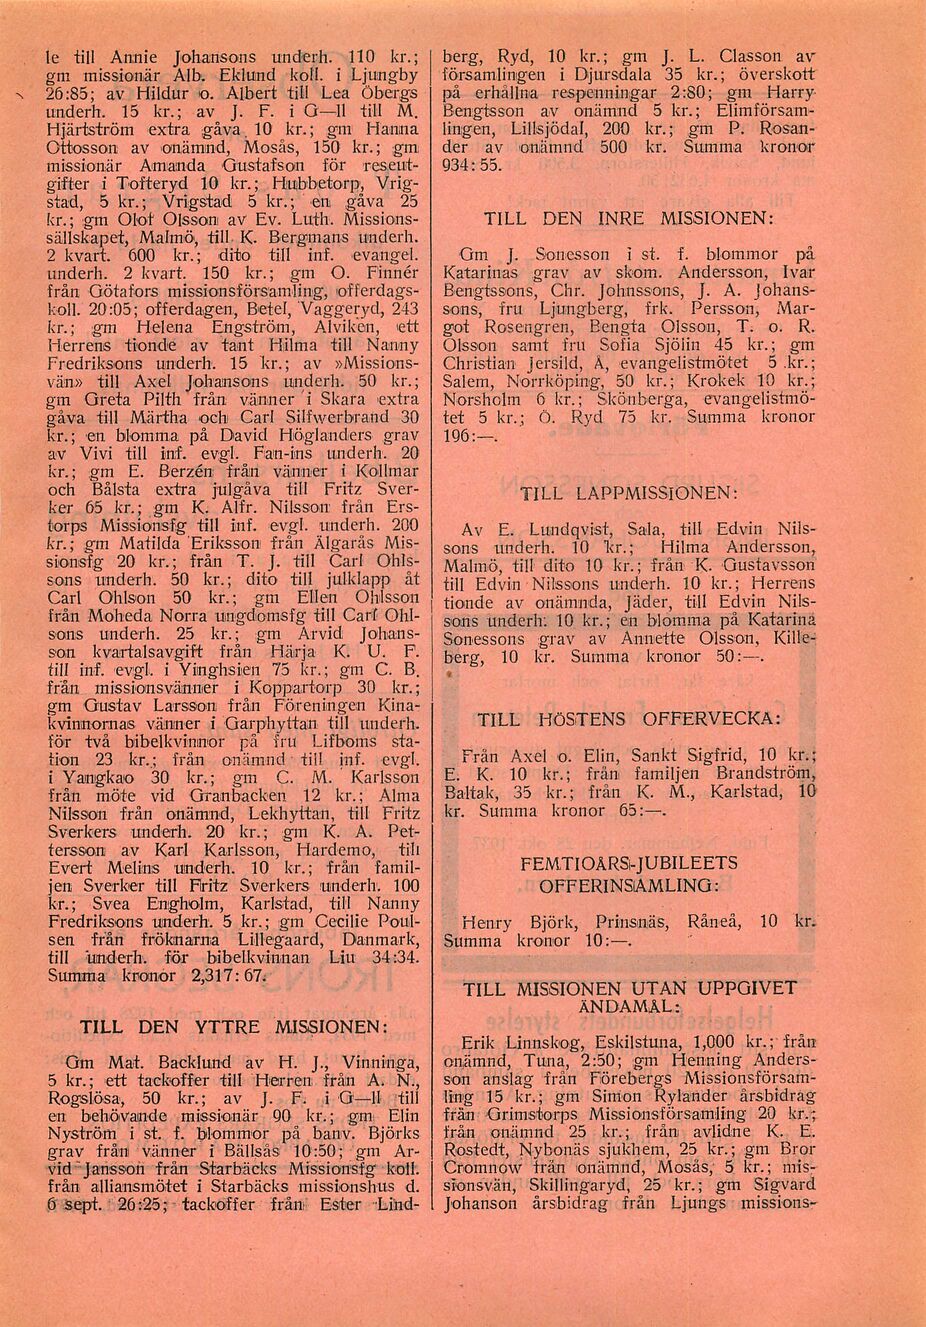 le till Annie Johansons underh. 110 kr.;
gm missionär Alb. Eklund koll. i Ljungby
26:85; av Hildur o. Albert till Lea Öbergs
underh. 15 kr.; av J. F. i G—ll till M.
Hjärtström extra gåva 10 kr.; gm Hanna
Ottosson av onämnd, Mosås, 150 kr.; gm
missionär Amanda Gustafson för reseut-
gifter i Tofteryd 10 kr.; Hubbetorp, Vrig-
stad, 5 kr.; Vrigstad 5 kr.; en gåva 25
kr.; gm Olof Olsson av Ev. Luth. Missions-
sällskapet, Malmö, till K. Bergmans underh.
2 kvart. 600 kr.; dito till inf. evangel.
underh. 2 kvart. 150 kr.; gm O. Finnér
från Götafors missionsförsamling, offerdags-
koll. 20:05; offerdagen, Betel, Vaggeryd, 243
kr.; gm Helena Engström, Alviken, ett
Herrens tionde av tant Hilma till Nanny
Fredriksons underh. 15 kr.; av »Missions-
vän» till Axel Johansons underh. 50 kr.;
gm Greta Pilth från vänner i Skara extra
gåva till Märtha och Carl Silfwerbrand 30
kr.; en blomma på David Höglanders grav
av Vivi till inf. evgl. Fan-ins underh. 20
kr.; gm E. Berzén från vänner i Kollmar
och Bålsta extra julgåva till Fritz Sver-
ker 65 kr.; gm K. Alfr. Nilsson från Ers-
torps Missionsfg till inf. evgl. underh. 200
kr.; gm Matilda Eriksson från Älgarås Mis-
sionsfg 20 kr.; från T. J. till Carl Ohls-
sons underh. 50 kr.; dito till julklapp åt
Carl Ohlson 50 kr.; gm Ellen Ohlsson
från Moheda Norra ungdomsfg till Carl Ohl-
sons underh. 25 kr.; gm Arvid Johans-
son kvartalsavgift från Härja K. U. F.
till inf. evgl. i Yinghsien 75 kr.; gm C. B.
från missionsvänner i Koppartorp 30 kr.;
gm Gustav Larsson från Föreningen Kina-
kvinnornas vänner i Garphyttan till underh.
för två bibelkvinnor på fru Lifboms sta-
tion 23 kr.; från onämnd till inf. evgl.
i Yangkao 30 kr.; gm C. M. Karlsson
från möte vid Granbacken 12 kr.; Alma
Nilsson från onämnd, Lekhyttan, till Fritz
Sverkers underh. 20 kr.; gm K. A. Pet-
tersson av Karl Karlsson, Hardemo, till
Evert Melins underh. 10 kr.; från famil-
jen Sverker till Fritz Sverkers underh. 100
kr.; Svea Engholm, Karlstad, till Nanny
Fredriksons underh. 5 kr.; gm Cecilie Poul-
sen från fröknarna Lillegaard, Danmark,
till underh. för bibelkvinnan Liu 34:34.
Summa kronor 2,317: 67.
TILL DEN YTTRE MISSIONEN:
Gm Mat. Backlund av H. J., Vinninga,
5 kr.; ett tackoffer till Herren från A. N.,
Rogslösa, 50 kr.; av J. F. i G—ll till
en behövande missionär 90 kr.; gm Elin
Nyström i st. f. blommor på banv. Björks
grav från vänner i Bällsås 10:50; gm Ar-
vid Jansson från Starbäcks Missionsfg koll.
från alliansmötet i Starbäcks missionshus d.
6 sept. 26:25; tackoffer från Ester Lind-
berg, Ryd, 10 kr.; gm J. L. Classon av
församlingen i Djursdala 35 kr.; överskott
på erhållna respenningar 2:80; gm Harry
Bengtsson av onämnd 5 kr.; Elimförsam-
lingen, Lillsjödal, 200 kr.; gm P. Rosan-
der av onämnd 500 kr. Summa kronor
934: 55.
TILL DEN INRE MISSIONEN:
Gm J. Sonesson i st. f. blommor på
Katarinas grav av skom. Andersson, Ivar
Bengtssons, Chr. Johnssons, J. A. Johans-
sons, fru Ljungberg, frk. Persson, Mar-
got Rosengren, Bengta Olsson, T. o. R.
Olsson samt fru Sofia Sjölin 45 kr.; gm
Christian Jersild, Å, evangelistmötet 5 kr.;
Salem, Norrköping, 50 kr.; Krokek 10 kr.;
Norsholm 6 kr.; Skönberga, evangelistmö-
tet 5 kr.; Ö. Ryd 75 kr. Summa kronor
196:—.
TILL LAPPMISSIONEN:
Av E. Lundqvist, Sala, till Edvin Nils-
sons underh. 10 kr.; Hilma Andersson,
Malmö, till dito 10 kr.; från K. Gustavsson
till Edvin Nilssons underh. 10 kr.; Herrens
tionde av onämnda, Jäder, till Edvin Nils-
sons underh. 10 kr.; en blomma på Katarina
Sonessons grav av Annette Olsson, Kille-
berg, 10 kr. Summa kronor 50:—.
TILL HÖSTENS OFFERVECKA:
Från Axel o. Elin, Sankt Sigfrid, 10 kr.;
E. K. 10 kr.; från familjen Brandström,
Baltak, 35 kr.; från K. M., Karlstad, 10
kr. Summa kronor 65:—.
FEMTIOÅRS-JUBILEETS
OFFERINSAMLING:
Henry Björk, Prinsnäs, Råneå, 10 kr.
Summa kronor 10:—.
TILL MISSIONEN UTAN UPPGIVET
ÄNDAMÅL:
Erik Linnskog, Eskilstuna, 1,000 kr.; från
onämnd, Tuna, 2:50; gm Henning Anders-
son anslag från Förebergs Missionsförsam-
ling 15 kr.; gm Simon Rylander årsbidrag
från Grimstorps Missionsförsamling 20 kr.;
från onämnd 25 kr.; från avlidne K. E.
Rostedt, Nybonäs sjukhem, 25 kr.; gm Bror
Cromnow från onämnd, Mosås, 5 kr.; mis-
sionsvän, Skillingaryd, 25 kr.; gm Sigvard
Johanson årsbidrag från Ljungs missions-